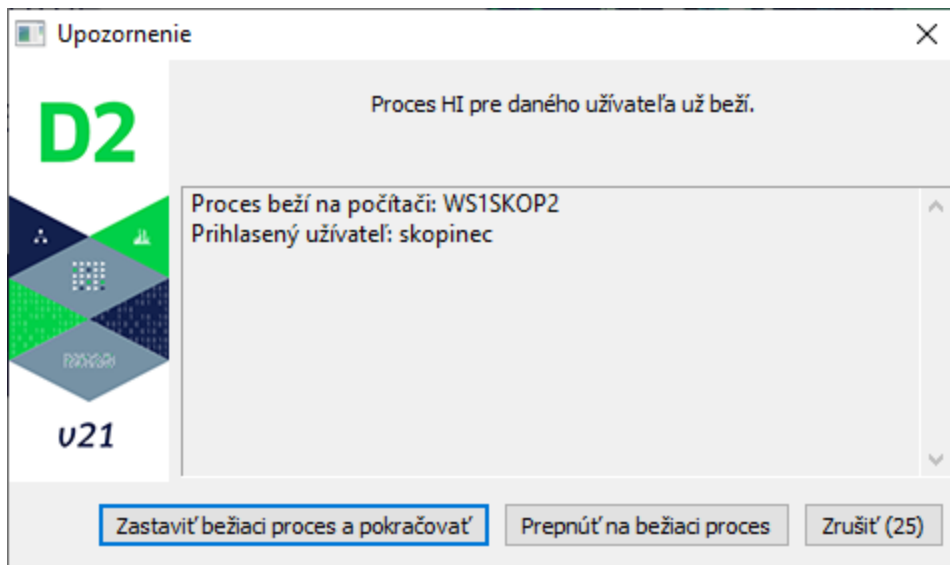 Upozornenie
D2
v21
Proces HI pre daného užívateľa už beží.
Proces beží na počítači: WS1SKOP2
Prihlasený užívateľ: skopinec
Zastaviť bežiaci proces a pokračovať
Prepnúť na bežiaci proces
Zrušiť (25)